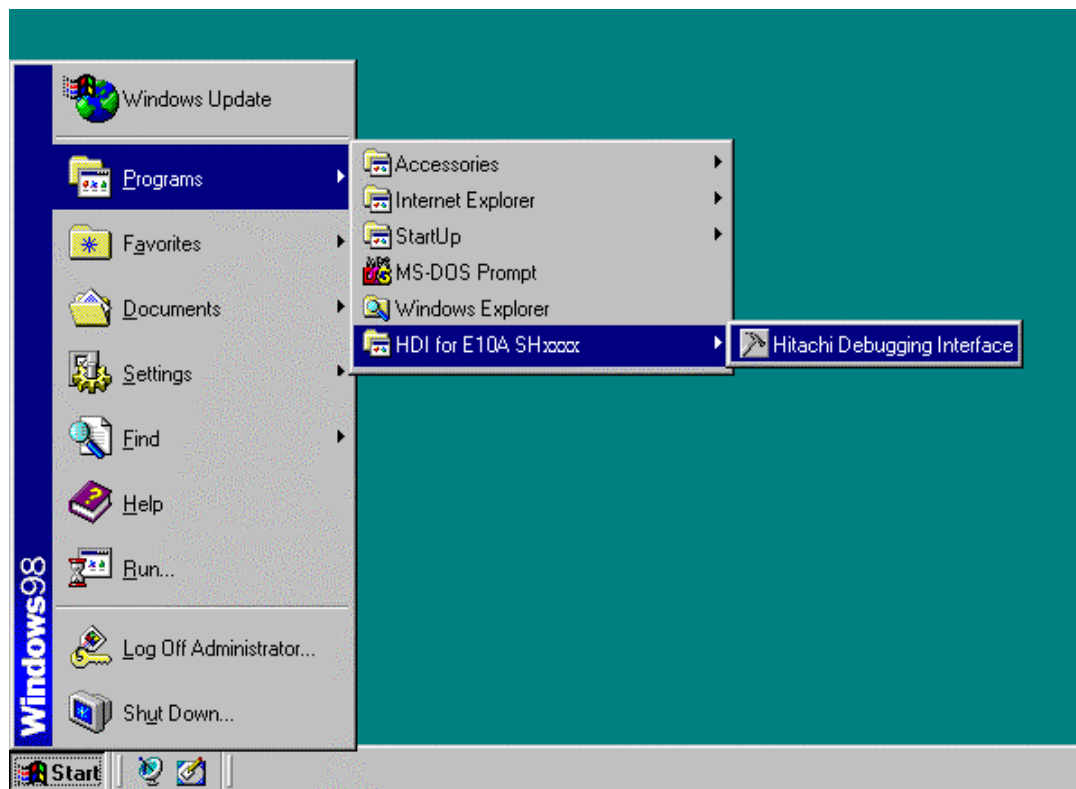 Windows Update
Programs
Favorites
Documents
Settings
Find
Help
Run...
Log Off Administrator...
Shut Down...
Windows98
Start
Accessories
Internet Explorer
StartUp
MS-DOS Prompt
Windows Explorer
HDI for E10A SHxxxx
Hitachi Debugging Interface